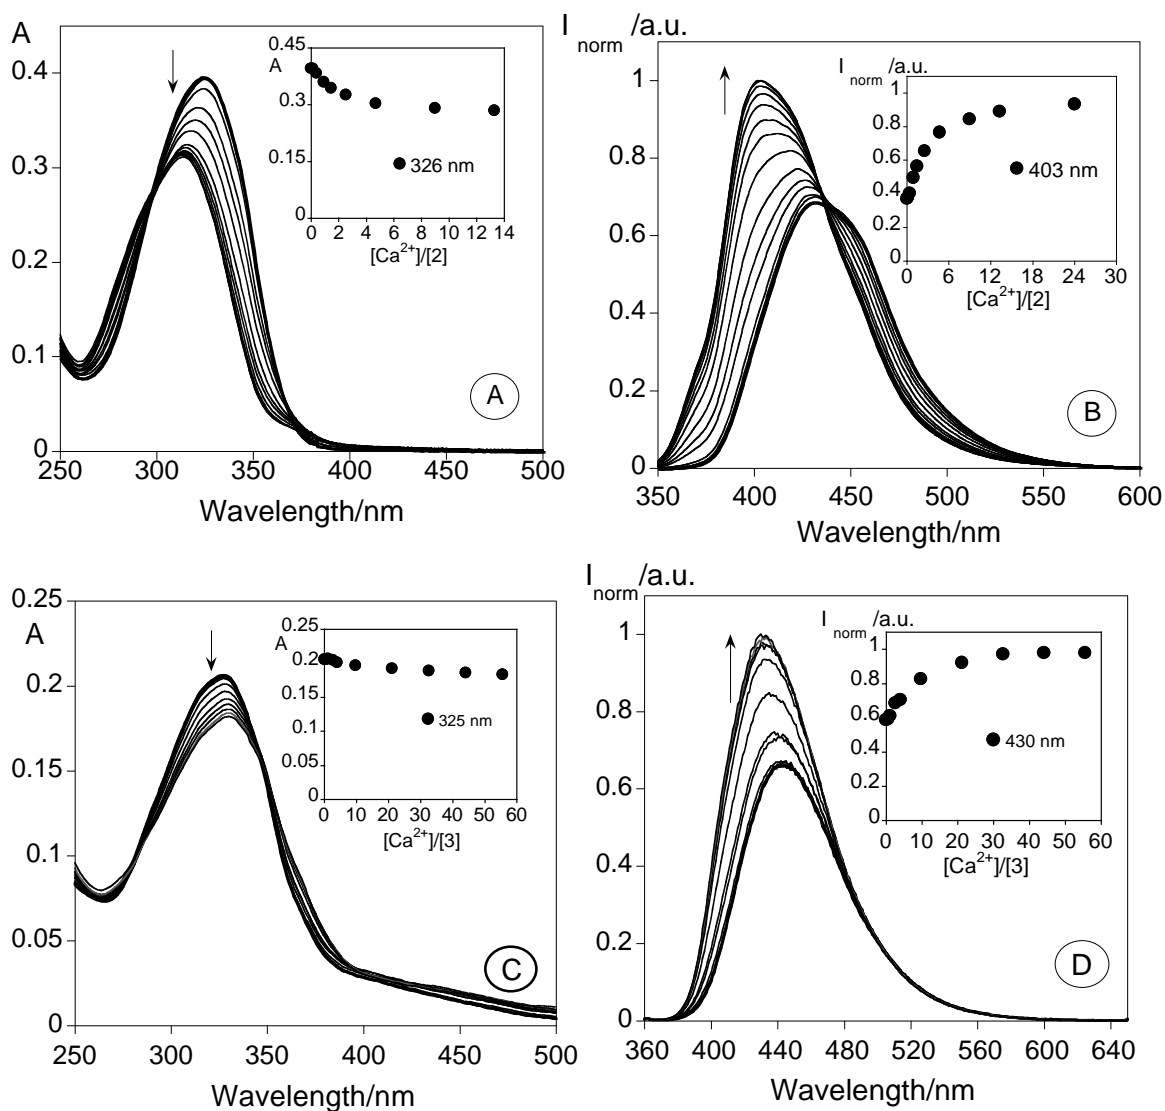 A
0.4
0.3
0.2
0.1
0
250 300 350 400 450 500
Wavelength/nm
A
0.45
A
0.3
0.15
0
0 2 4 6 8 10 12 14
[Ca2+]/[2]
326 nm
I norm /a.u.
1
0.8
0.6
0.4
0.2
0
350 400 450 500 550 600
Wavelength/nm
B
I norm /a.u.
1
0.8
0.6
0.4
0.2
0
0 6 12 18 24 30
[Ca2+]/[2]
403 nm
0.25
A
0.2
0.15
0.1
0.05
0
250 300 350 400 450 500
Wavelength/nm
C
0.25
A
0.20
0.15
0.1
0.05
0
0 10 20 30 40 50 60
[Ca2+]/[3]
325 nm
I norm /a.u.
1
0.8
0.6
0.4
0.2
0
360 400 440 480 520 560 600 640
Wavelength/nm
D
I norm /a.u.
1
0.8
0.6
0.4
0.2
0
0 10 20 30 40 50 60
[Ca2+]/[3]
430 nm